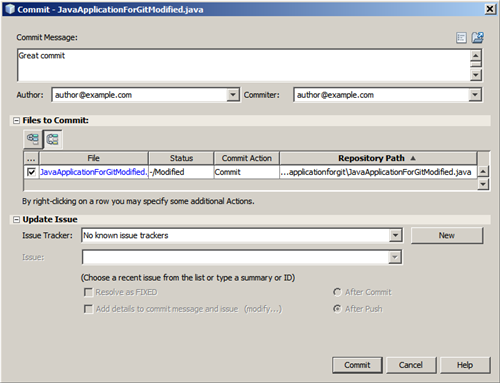 Commit - JavaApplicationForGitModified.java
Commit Message:
Great commit
Author: author@example.com Commiter: author@example.com
Files to Commit:
... File Status Commit Action Repository Path
JavaApplicationForGitModified. -/Modified Commit ...applicationforgit\JavaApplicationForGitModified.java
By right-clicking on a row you may specify some additional Actions.
Update Issue
Issue Tracker: No known issue trackers New
Issue:
(Choose a recent issue from the list or type a summary or ID)
Resolve as FIXED After Commit
Add details to commit message and issue (modify...) After Push
Commit Cancel Help